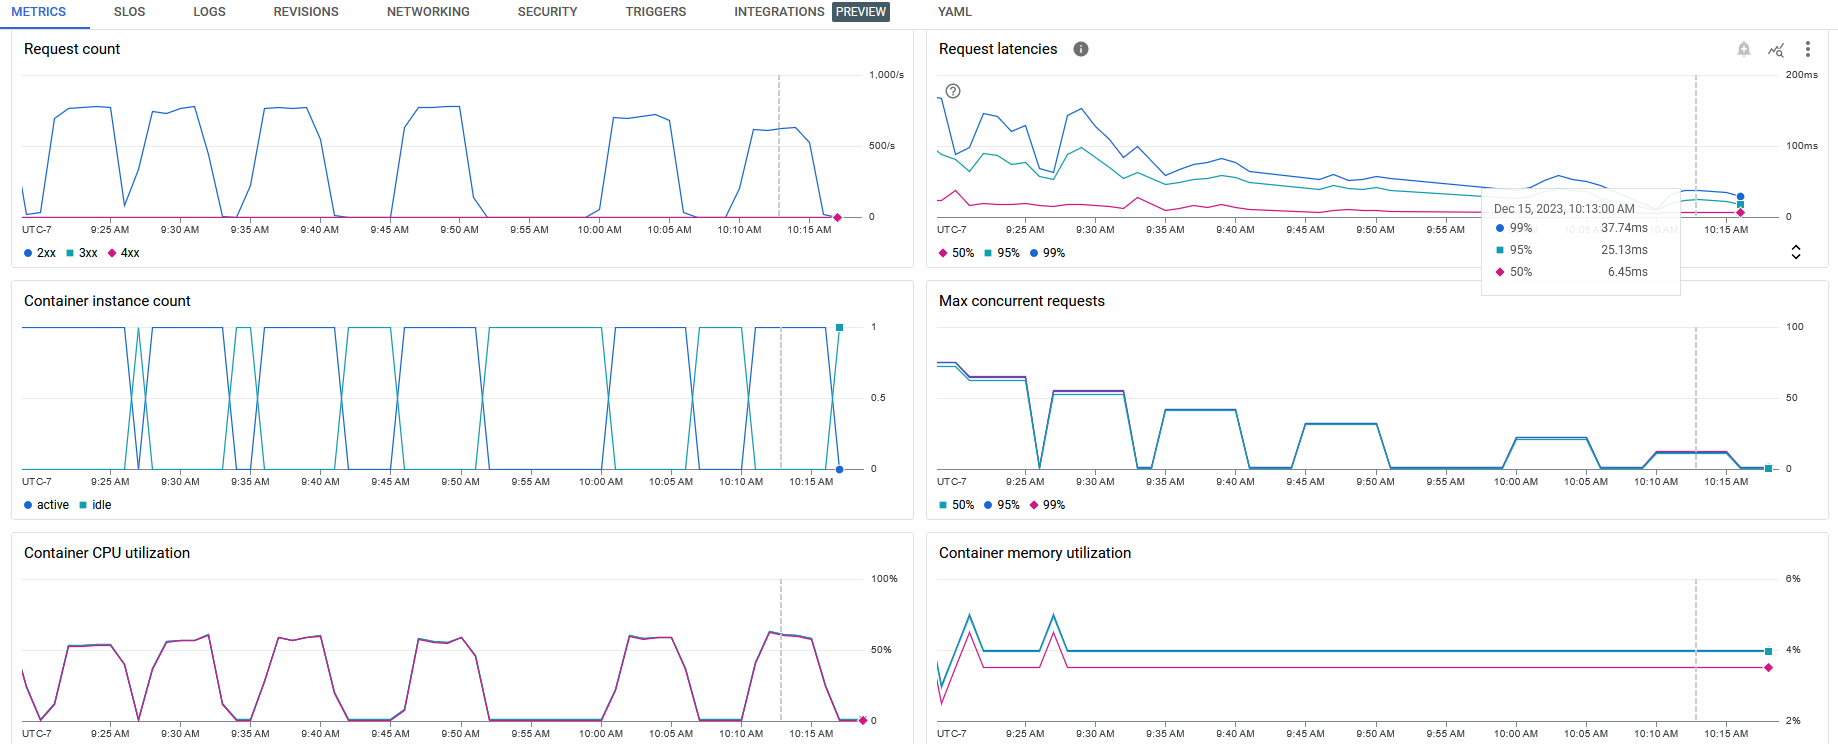 METRICS SLOS LOGS REVISIONS NETWORKING SECURITY TRIGGERS INTEGRATIONS PREVIEW YAML
Request count
1,000/s
500/s
0
UTC-7 9:25 AM 9:30 AM 9:35 AM 9:40 AM 9:45 AM 9:50 AM 9:55 AM 10:00 AM 10:05 AM 10:10 AM 10:15 AM
2xx 3xx 4xx
Request latencies
200ms
100ms
0
UTC-7 9:25 AM 9:30 AM 9:35 AM 9:40 AM 9:45 AM 9:50 AM 9:55 AM 10:05 AM 10:10 AM 10:15 AM
50% 95% 99%
Dec 15, 2023, 10:13:00 AM
99% 37.74ms
95% 25.13ms
50% 6.45ms
Container instance count
1
0.5
0
UTC-7 9:25 AM 9:30 AM 9:35 AM 9:40 AM 9:45 AM 9:50 AM 9:55 AM 10:00 AM 10:05 AM 10:10 AM 10:15 AM
active idle
Max concurrent requests
100
50
0
UTC-7 9:25 AM 9:30 AM 9:35 AM 9:40 AM 9:45 AM 9:50 AM 9:55 AM 10:00 AM 10:05 AM 10:10 AM 10:15 AM
50% 95% 99%
Container CPU utilization
100%
50%
0
UTC-7 9:25 AM 9:30 AM 9:35 AM 9:40 AM 9:45 AM 9:50 AM 9:55 AM 10:00 AM 10:05 AM 10:10 AM 10:15 AM
Container memory utilization
6%
4%
2%
UTC-7 9:25 AM 9:30 AM 9:35 AM 9:40 AM 9:45 AM 9:50 AM 9:55 AM 10:00 AM 10:05 AM 10:10 AM 10:15 AM